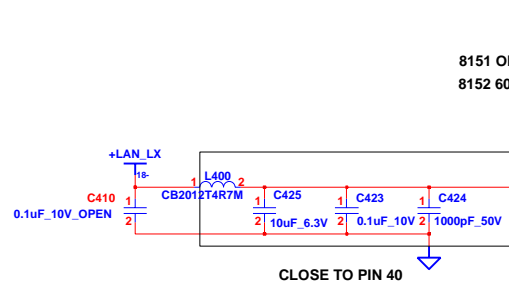 8151 O
8152 60
+LAN_LX
18-
1 L400 2
CB2012T4R7M
C410 1
0.1uF_10V_OPEN 2
1 C425
2 10uF_6.3V
1 C423
2 0.1uF_10V
1 C424
2 1000pF_50V
CLOSE TO PIN 40